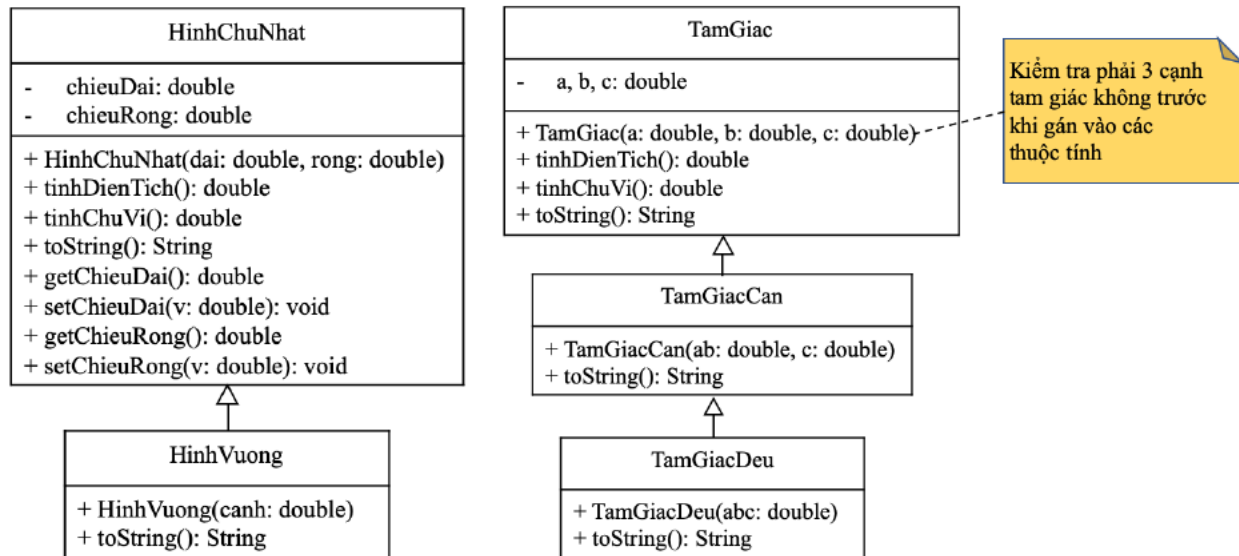 HinhChuNhat
- chieuDai: double
- chieuRong: double
+ HinhChuNhat(dai: double, rong: double)
+ tinhDienTich(): double
+ tinhChuVi(): double
+ toString(): String
+ getChieuDai(): double
+ setChieuDai(v: double): void
+ getChieuRong(): double
+ setChieuRong(v: double): void
HinhVuong
+ HinhVuong(canh: double)
+ toString(): String
TamGiac
- a, b, c: double
+ TamGiac(a: double, b: double, c: double)
+ tinhDienTich(): double
+ tinhChuVi(): double
+ toString(): String
Kiểm tra phải 3 cạnh
tam giác không trước
khi gán vào các
thuộc tính
TamGiacCan
+ TamGiacCan(ab: double, c: double)
+ toString(): String
TamGiacDeu
+ TamGiacDeu(abc: double)
+ toString(): String